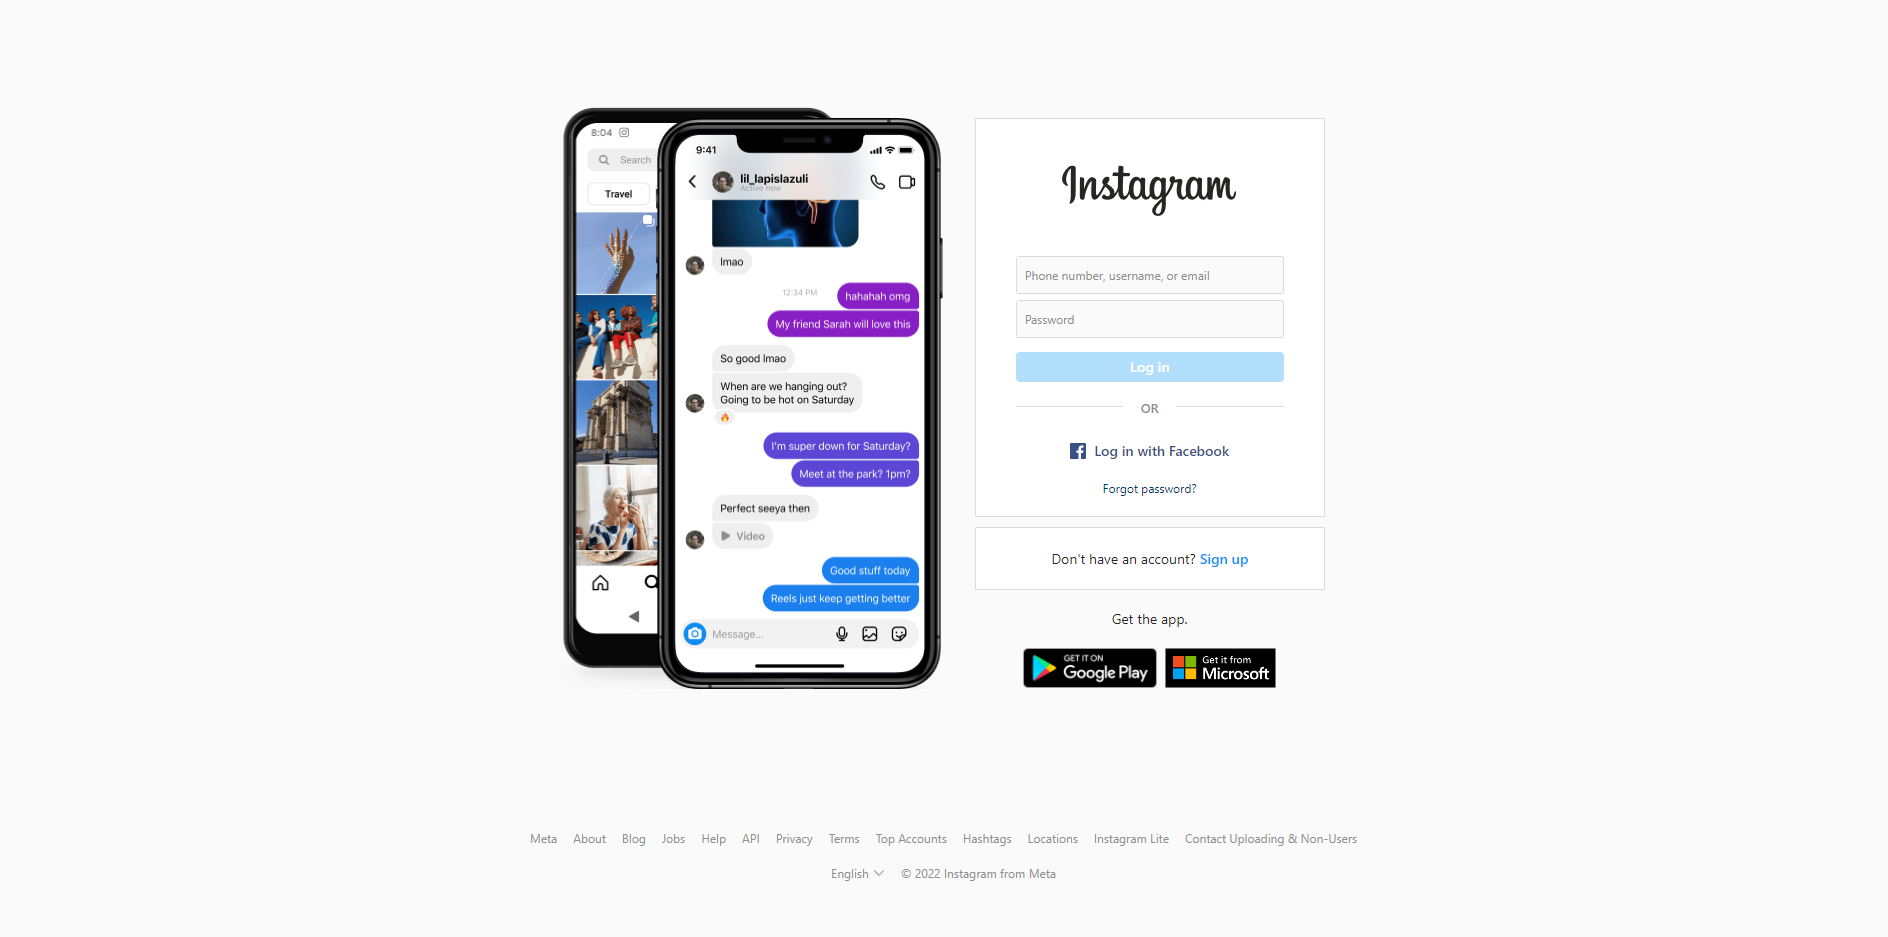 8:04
Search
Travel
9:41
lil_lapislazuli
Active now
lmao
12:34 PM
hahahah omg
My friend Sarah will love this
So good lmao
When are we hanging out?
Going to be hot on Saturday
I'm super down for Saturday?
Meet at the park? 1pm?
Perfect seeya then
Video
Good stuff today
Reels just keep getting better
Message...
Instagram
Phone number, username, or email
Password
Log in
OR
Log in with Facebook
Forgot password?
Don't have an account? Sign up
Get the app.
GET IT ON
Google Play
Get it from
Microsoft
Meta About Blog Jobs Help API Privacy Terms Top Accounts Hashtags Locations Instagram Lite Contact Uploading & Non-Users
English © 2022 Instagram from Meta